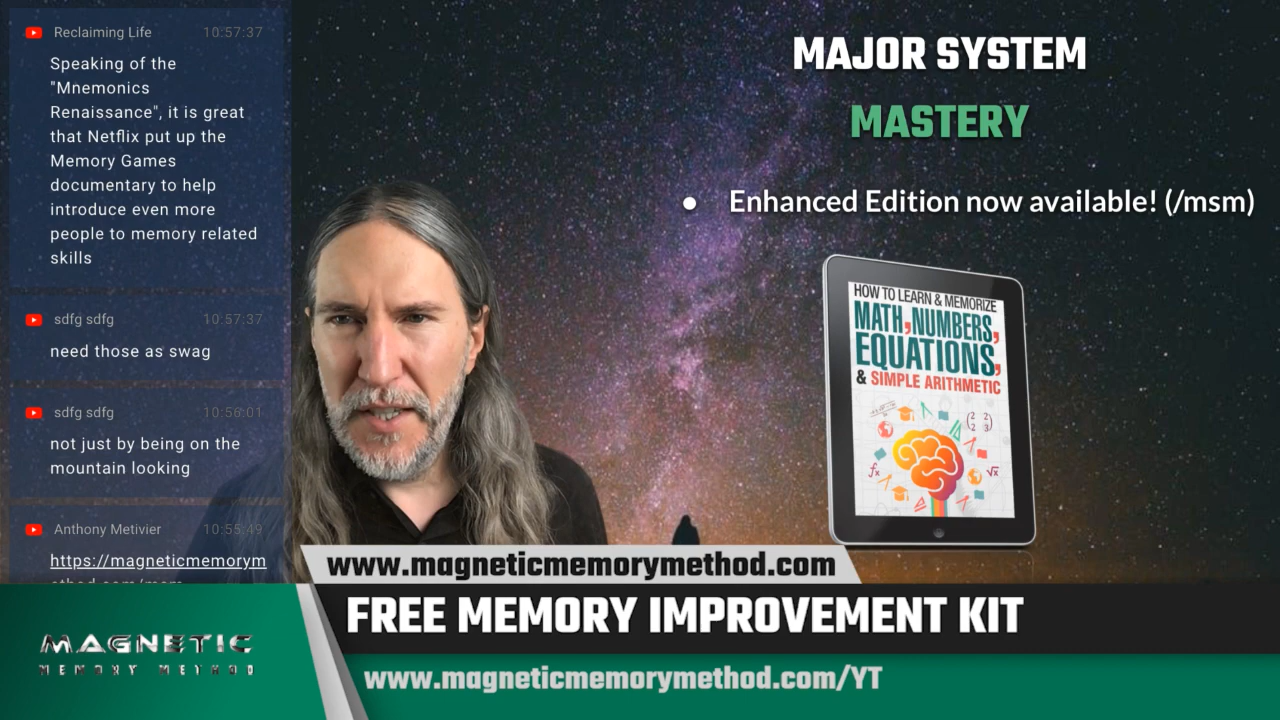 Reclaiming Life 10:57:37
Speaking of the
"Mnemonics
Renaissance", it is great
that Netflix put up the
Memory Games
documentary to help
introduce even more
people to memory related
skills
sdfg sdfg 10:57:37
need those as swag
sdfg sdfg 10:56:01
not just by being on the
mountain looking
Anthony Metivier 10:55:49
https://magneticmemorym
MAJOR SYSTEM
MASTERY
• Enhanced Edition now available! (/msm)
HOW TO LEARN & MEMORIZE
MATH, NUMBERS,
EQUATIONS,
& SIMPLE ARITHMETIC
www.magneticmemorymethod.com
FREE MEMORY IMPROVEMENT KIT
www.magneticmemorymethod.com/YT
MAGNETIC
MEMORY METHOD